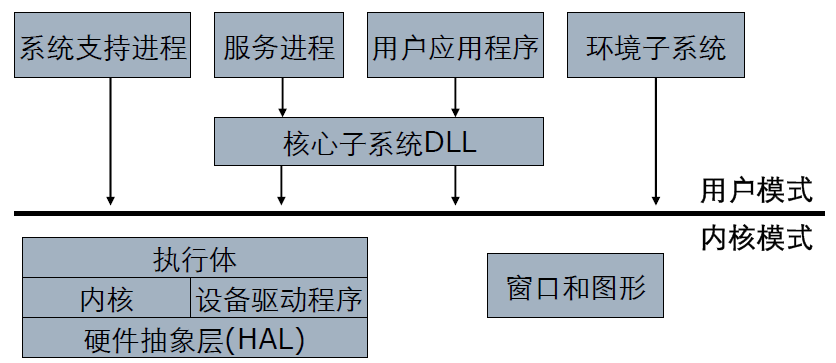 系统支持进程
服务进程
用户应用程序
环境子系统
核心子系统DLL
用户模式
内核模式
执行体
内核
设备驱动程序
硬件抽象层(HAL)
窗口和图形